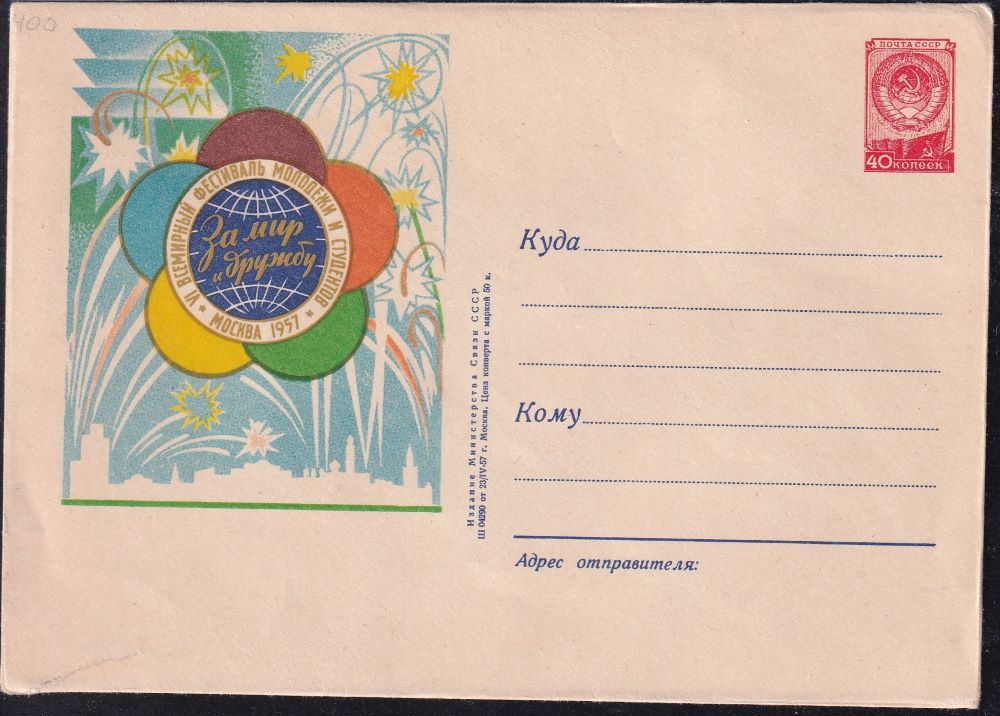 400
ПОЧТА СССР
40 КОПЕЕК
VI ВСЕМИРНЫЙ ФЕСТИВАЛЬ МОЛОДЕЖИ И СТУДЕНТОВ
За мир
и дружбу
* МОСКВА 1957 *
Издание Министерства Связи СССР
Ш 04290 от 23/IV-57 г. Москва. Цена конверта с маркой 50 к.
Куда
Кому
Адрес отправителя: